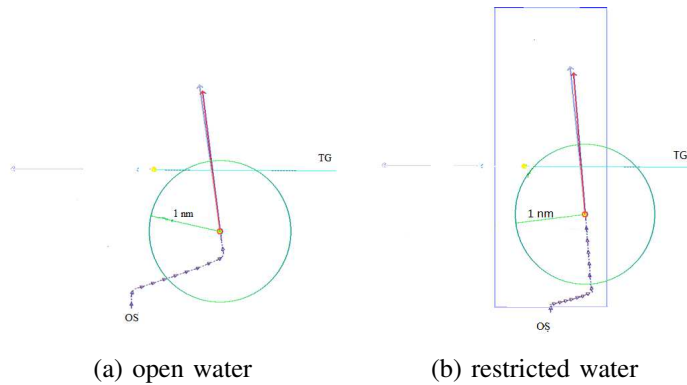 TG
1 nm
OS
(a) open water
TG
1 nm
OS
(b) restricted water